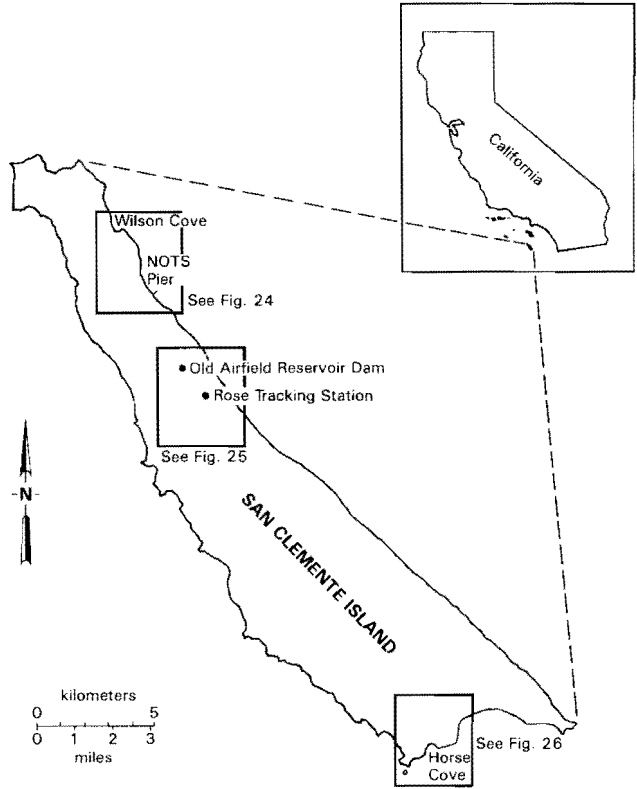 California
Wilson Cove
NOTS
Pier
See Fig. 24
Old Airfield Reservoir Dam
Rose Tracking Station
See Fig. 25
N
SAN CLEMENTE ISLAND
kilometers
0 5
0 1 2 3
miles
See Fig. 26
Horse
Cove